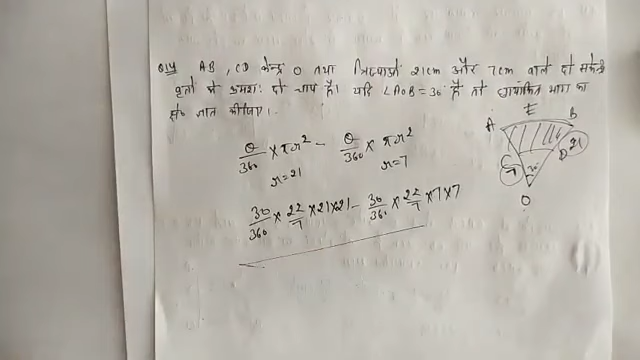 Q14 AB, CD केन्द्र O तथा त्रिज्याओं 21cm और 7cm वाले दो संकेन्द्री
वृतों के क्रमशः दो चाप है। यदि ∠AOB = 30° है तो छायांकित भाग का
क्षे० ज्ञात कीजिए।
E
A B
θ/360 × πr² − θ/360 × πr²
r=21 r=7
C D 21
7 30°
O
30/360 × 22/7 × 21×21 − 30/360 × 22/7 × 7×7